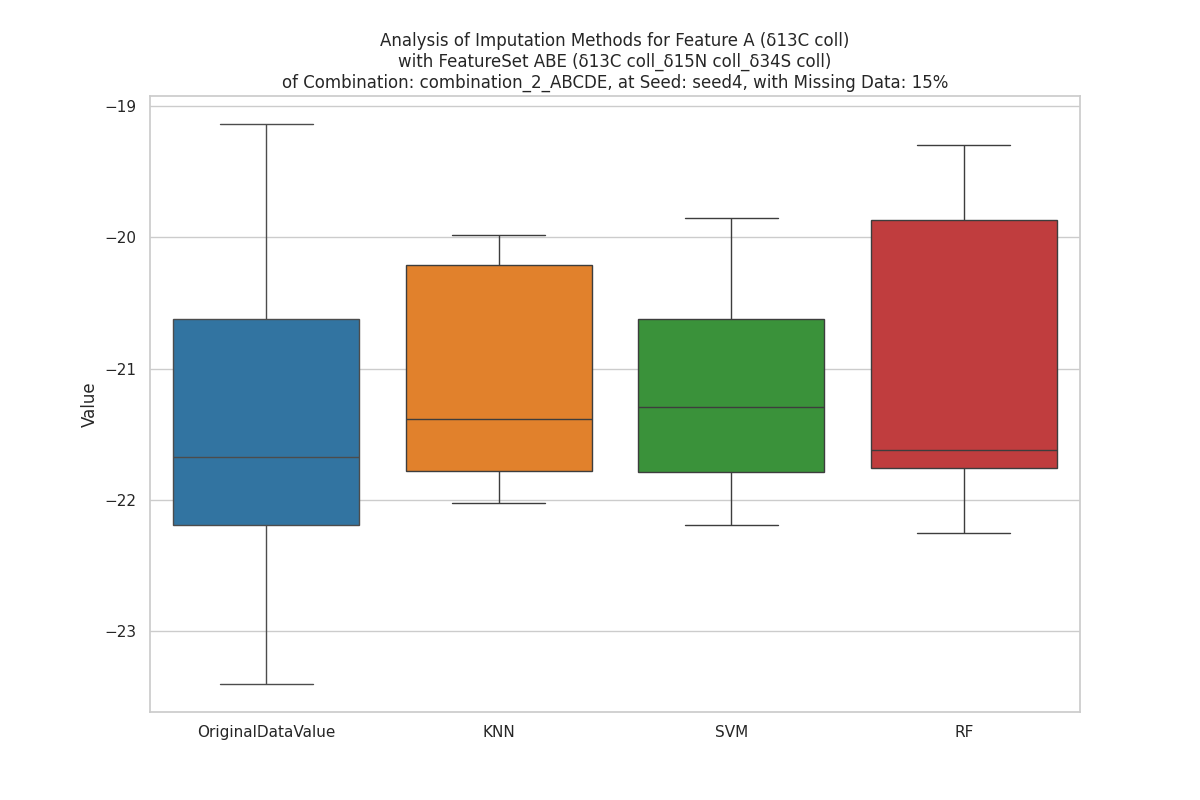 Analysis of Imputation Methods for Feature A (δ13C coll)
with FeatureSet ABE (δ13C coll_δ15N coll_δ34S coll)
of Combination: combination_2_ABCDE, at Seed: seed4, with Missing Data: 15%
−19
−20
−21
−22
−23
Value
OriginalDataValue
KNN
SVM
RF